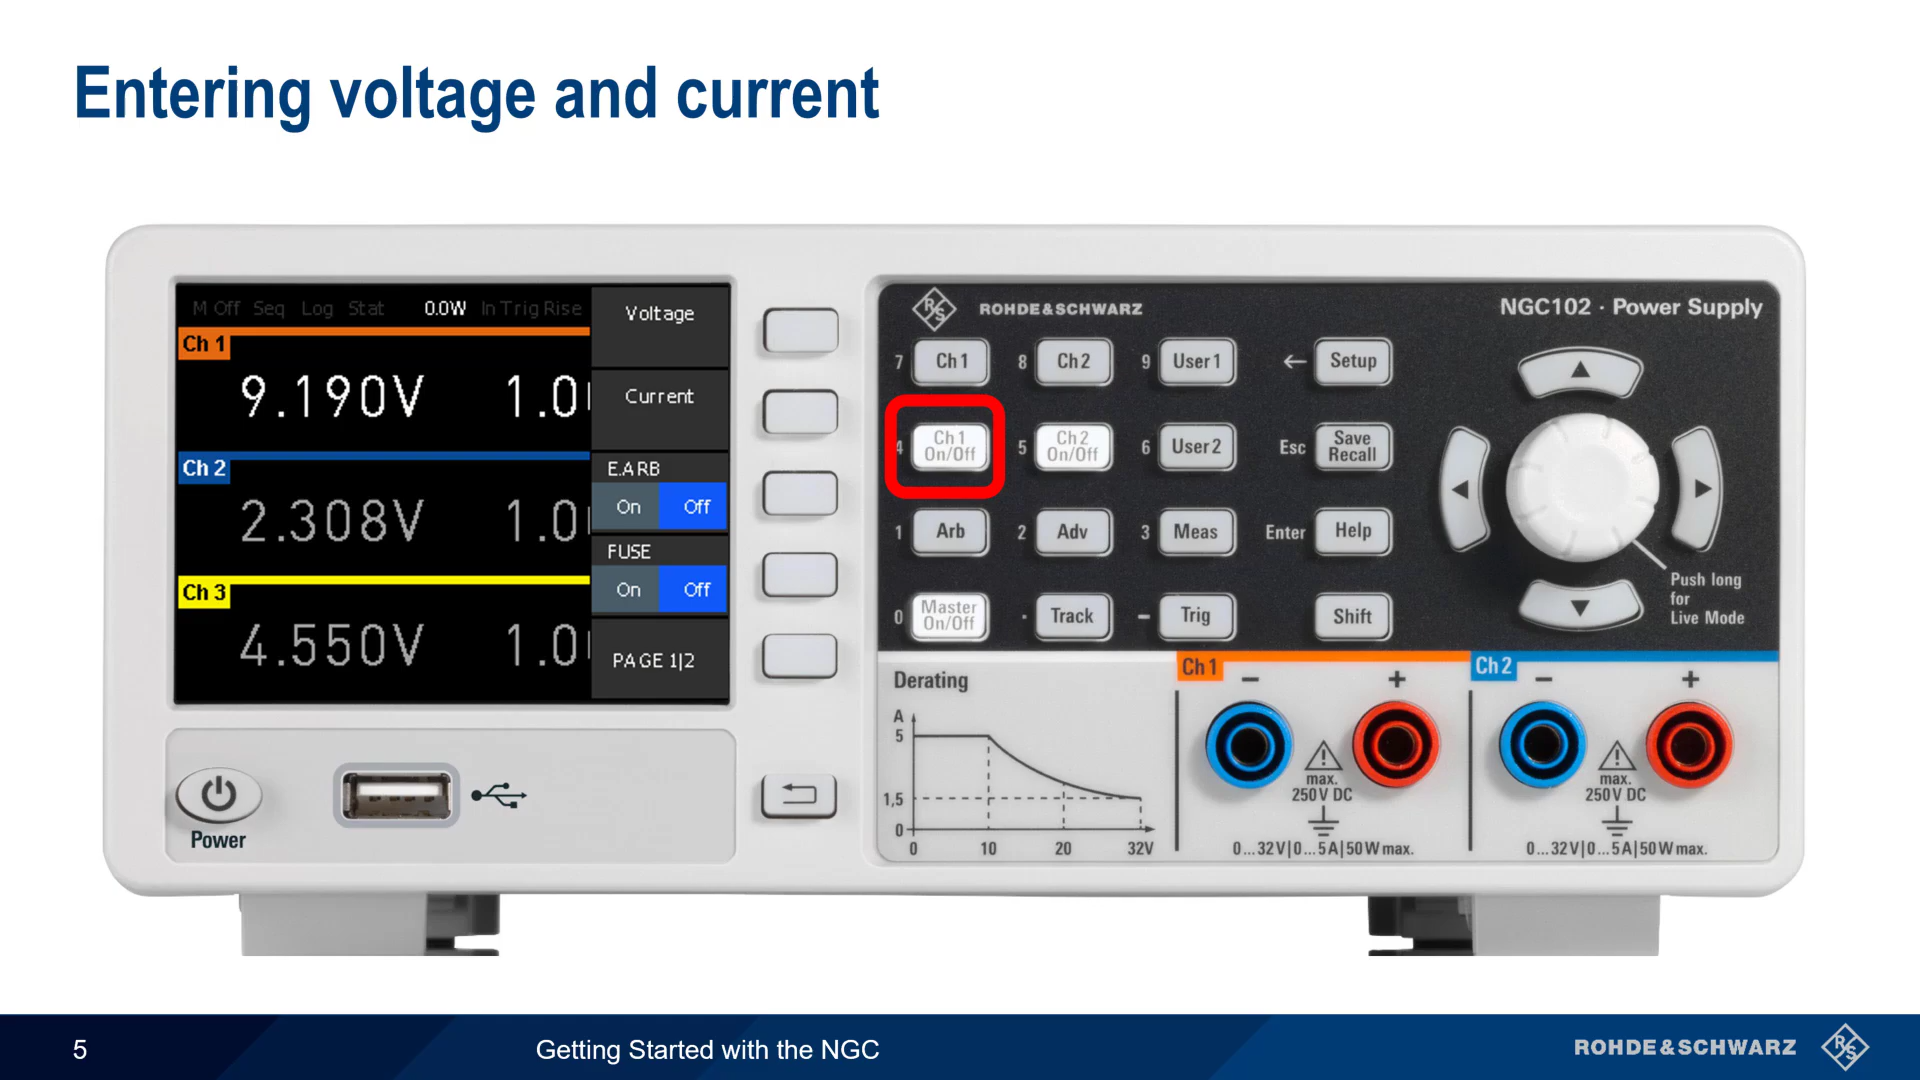 Entering voltage and current
M Off Seq Log Stat 0.0W In Trig Rise
Ch 1
9.190V 1.0
Ch 2
2.308V 1.0
Ch 3
4.550V 1.0
Voltage
Current
E.ARB
On Off
FUSE
On Off
PAGE 1|2
Power
ROHDE&SCHWARZ
NGC102 · Power Supply
7 Ch1 8 Ch2 9 User1 ← Setup
4 Ch1 On/Off 5 Ch2 On/Off 6 User2 Esc Save Recall
1 Arb 2 Adv 3 Meas Enter Help
0 Master On/Off · Track – Trig Shift
Push long
for
Live Mode
Derating
A
5
1,5
0
0 10 20 32V
Ch1 – +
max.
250V DC
0...32V|0...5A|50W max.
Ch2 – +
max.
250V DC
0...32V|0...5A|50W max.
5
Getting Started with the NGC
ROHDE&SCHWARZ
R&S